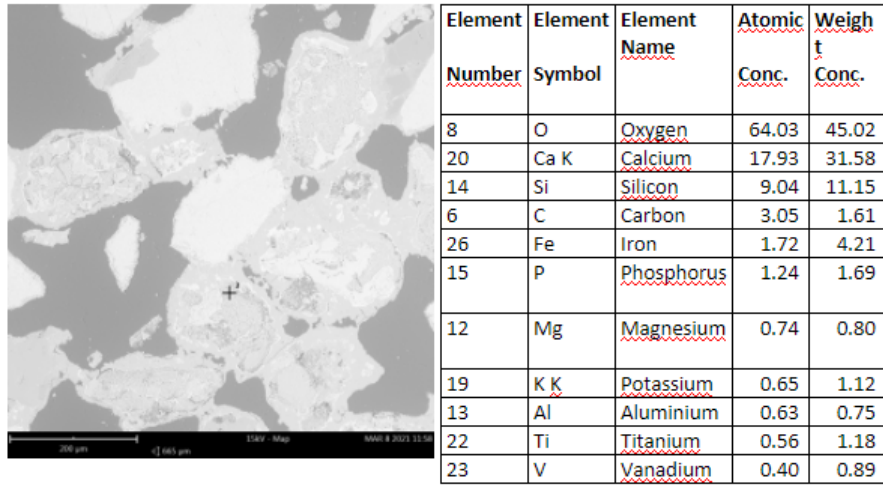 Element Number Element Symbol Element Name Atomic Conc. Weigh t Conc.
8 O Oxygen 64.03 45.02
20 Ca K Calcium 17.93 31.58
14 Si Silicon 9.04 11.15
6 C Carbon 3.05 1.61
26 Fe Iron 1.72 4.21
15 P Phosphorus 1.24 1.69
12 Mg Magnesium 0.74 0.80
19 K K Potassium 0.65 1.12
13 Al Aluminium 0.63 0.75
22 Ti Titanium 0.56 1.18
23 V Vanadium 0.40 0.89
200 µm
665 µm
15kV - Map
MAR 8 2021 11:58